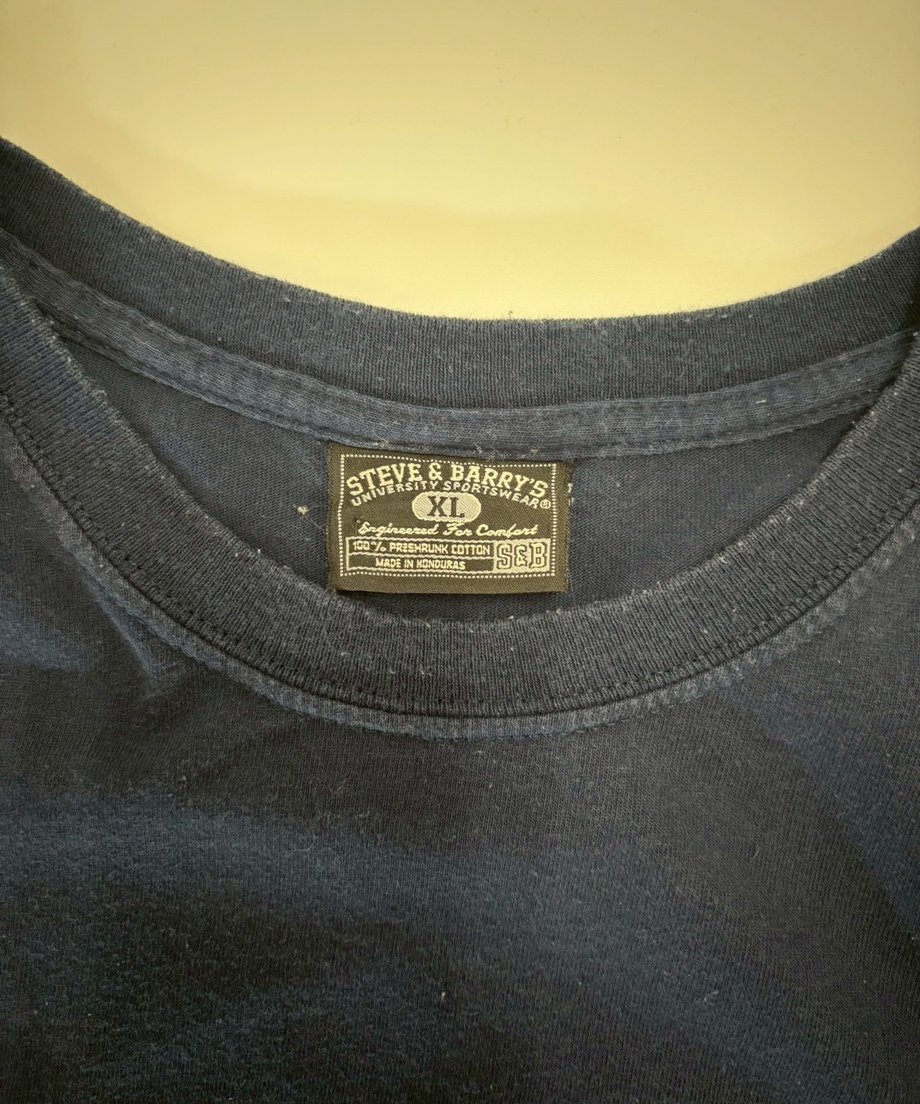 STEVE & BARRY'S
UNIVERSITY SPORTSWEAR®
XL
Engineered For Comfort
100% PRESHRUNK COTTON
MADE IN HONDURAS
S&B